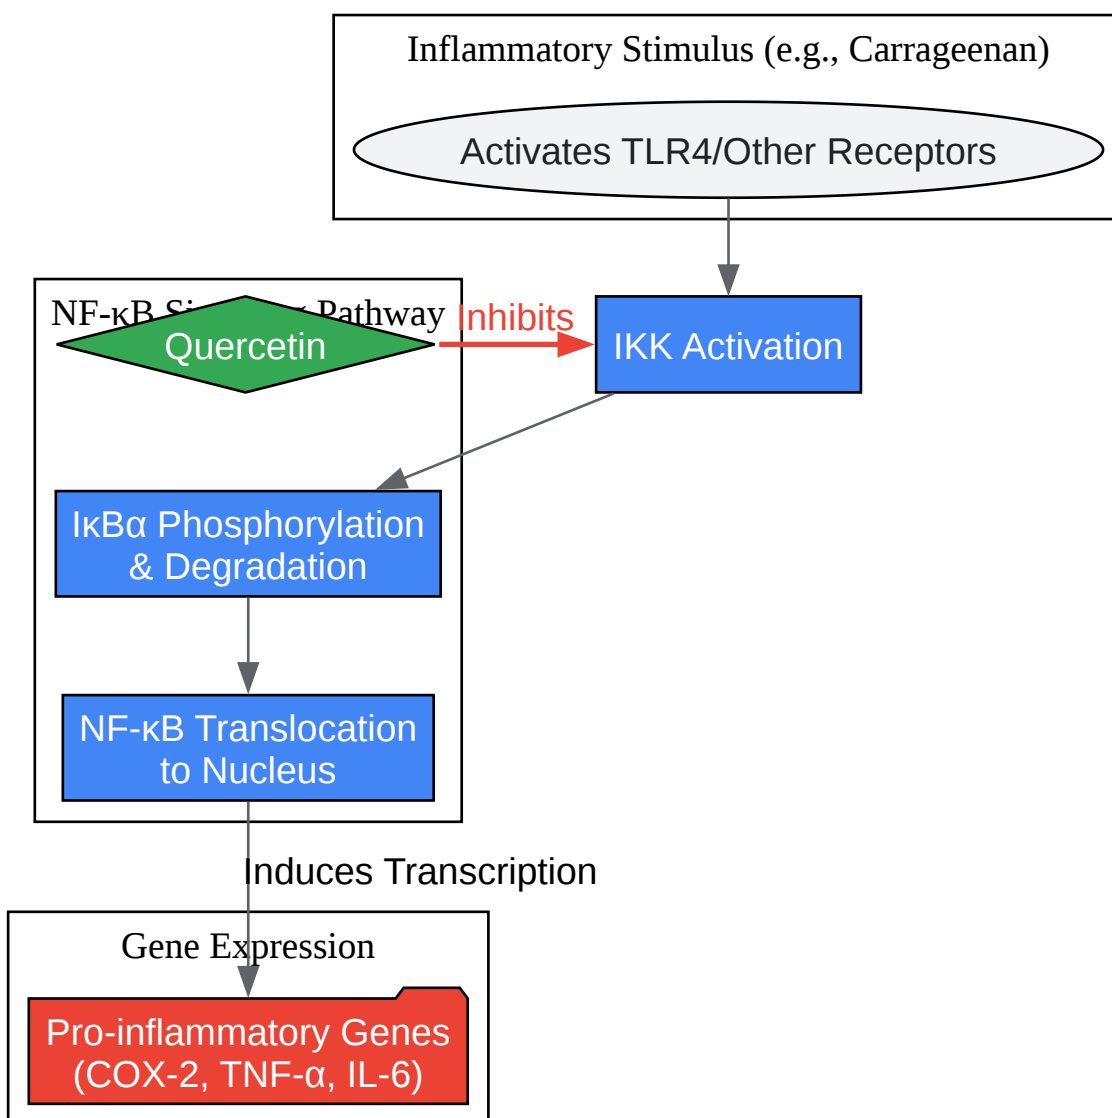 Inflammatory Stimulus (e.g., Carrageenan)
Activates TLR4/Other Receptors
NF-κB Pathway
Quercetin
Inhibits
IKK Activation
IκBα Phosphorylation
& Degradation
NF-κB Translocation
to Nucleus
Induces Transcription
Gene Expression
Pro-inflammatory Genes
(COX-2, TNF-α, IL-6)